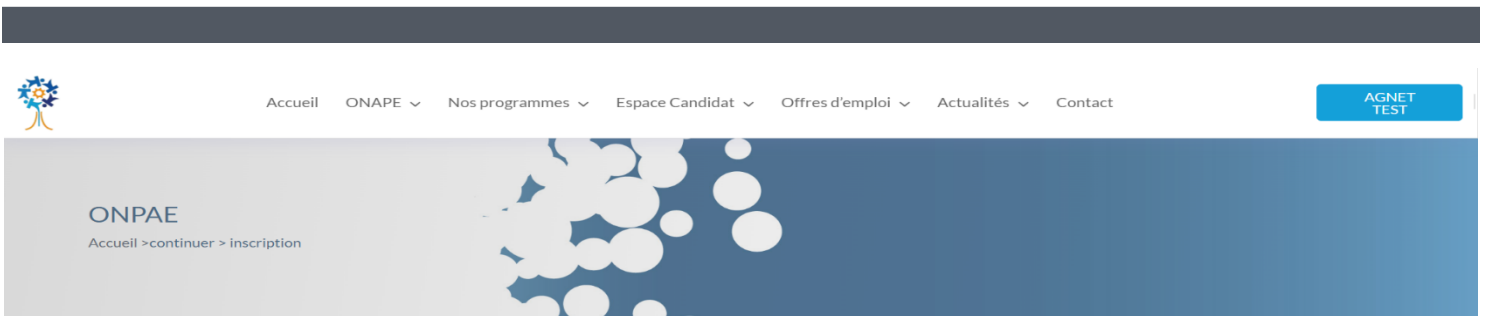 Accueil ONAPE Nos programmes Espace Candidat Offres d'emploi Actualités Contact
AGNET
TEST
ONPAE
Accueil >continuer > inscription